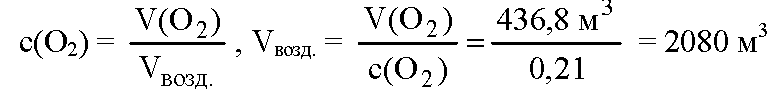 c(O₂) = V(O₂) / Vвозд. , Vвозд. = V(O₂) / c(O₂) = 436,8 м³ / 0,21 = 2080 м³